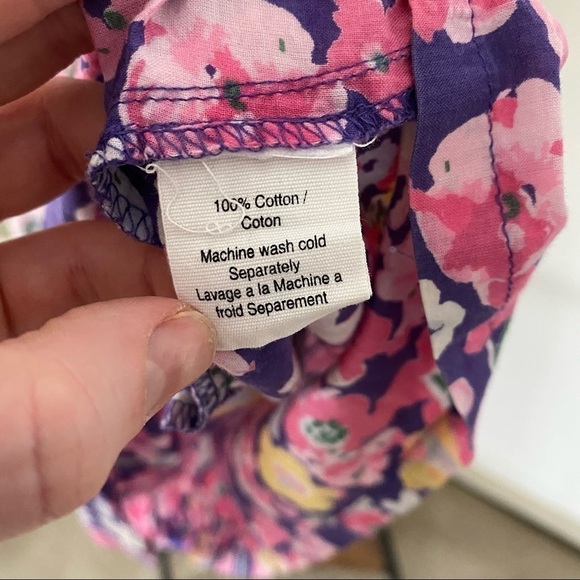 100% Cotton /
Coton
Machine wash cold
Separately
Lavage a la Machine a
froid Separement